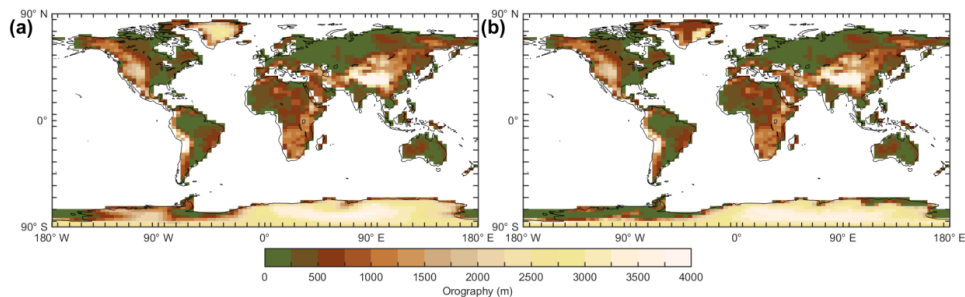 (a) (b)
90° N 90° N
0° 0°
90° S 90° S
180° W 90° W 0° 90° E 180° E 180° W 90° W 0° 90° E 180° E
0 500 1000 1500 2000 2500 3000 3500 4000
Orography (m)